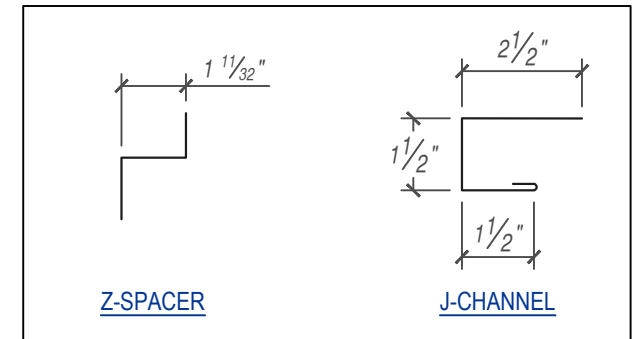 1 11/32"
2 1/2"
1 1/2"
1 1/2"
Z-SPACER
J-CHANNEL